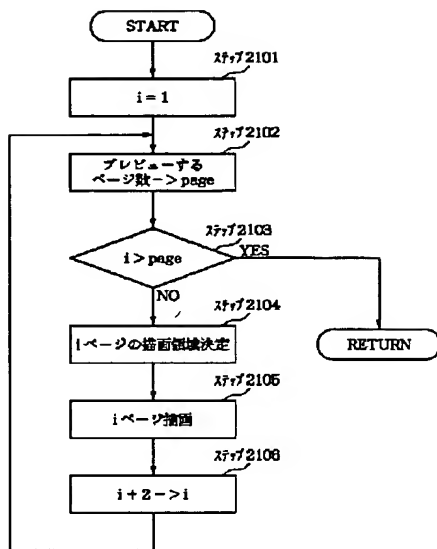 START
ステップ2101
i = 1
ステップ2102
プレビューする
ページ数－> page
ステップ2103
i > page
YES
NO
ステップ2104
iページの描画領域決定
RETURN
ステップ2105
iページ描画
ステップ2106
i + 2 －> i